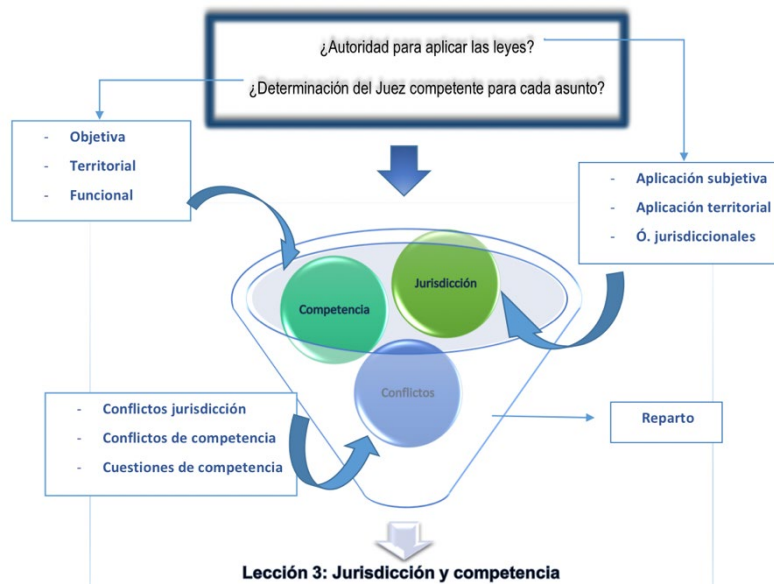 ¿Autoridad para aplicar las leyes?
¿Determinación del Juez competente para cada asunto?
- Objetiva
- Territorial
- Funcional
- Aplicación subjetiva
- Aplicación territorial
- Ó. jurisdiccionales
Competencia
Jurisdicción
Conflictos
- Conflictos jurisdicción
- Conflictos de competencia
- Cuestiones de competencia
Reparto
Lección 3: Jurisdicción y competencia